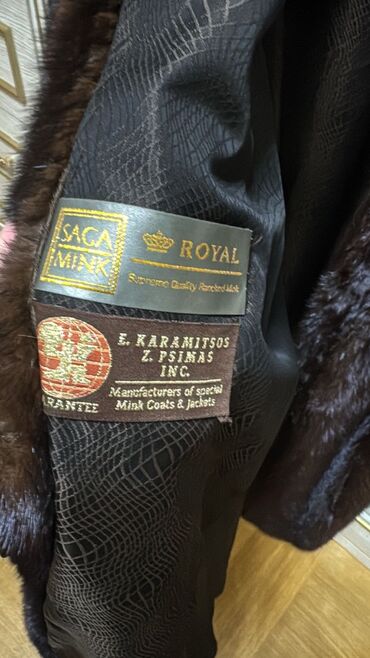 SAGA
MINK
ROYAL
Supreme Quality Ranched Mink
E. KARAMITSOS
Z. PSIMAS
INC.
Manufacturers of special
Mink Coats & Jackets
RANTEE